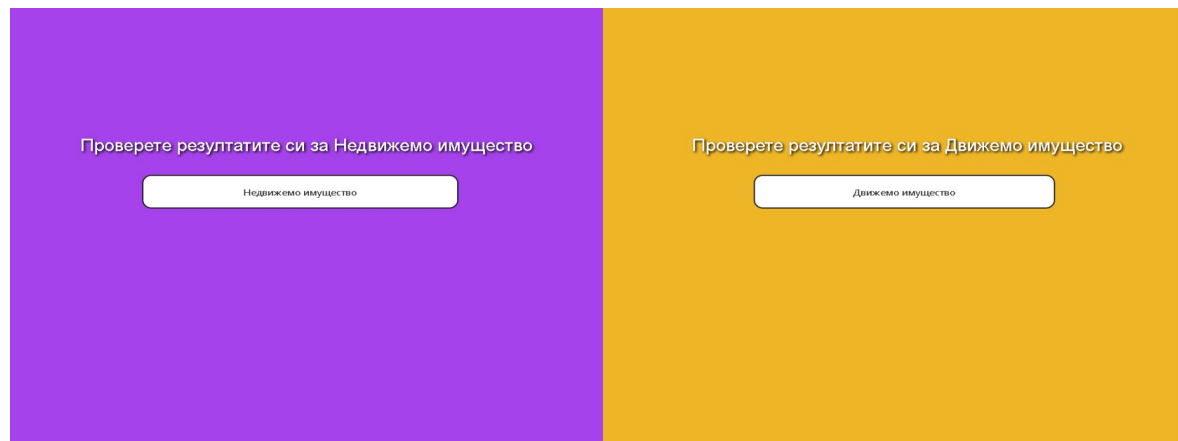 Проверете резултатите си за Недвижемо имущество
Недвижемо имущество
Проверете резултатите си за Движемо имущество
Движемо имущество